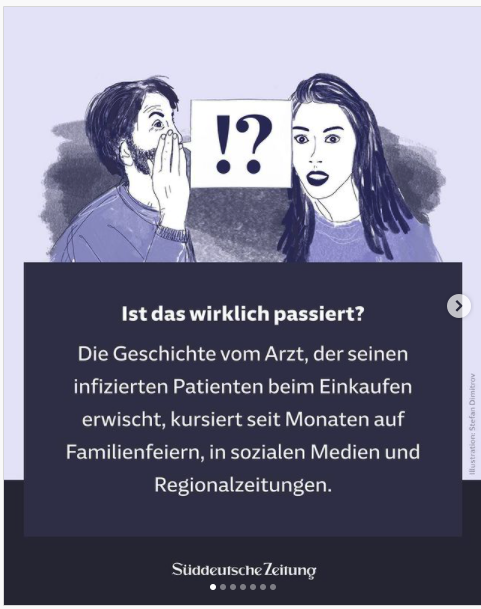 !?
Ist das wirklich passiert?
Die Geschichte vom Arzt, der seinen
infizierten Patienten beim Einkaufen
erwischt, kursiert seit Monaten auf
Familienfeiern, in sozialen Medien und
Regionalzeitungen.
Illustration: Stefan Dimitrov
Süddeutsche Zeitung